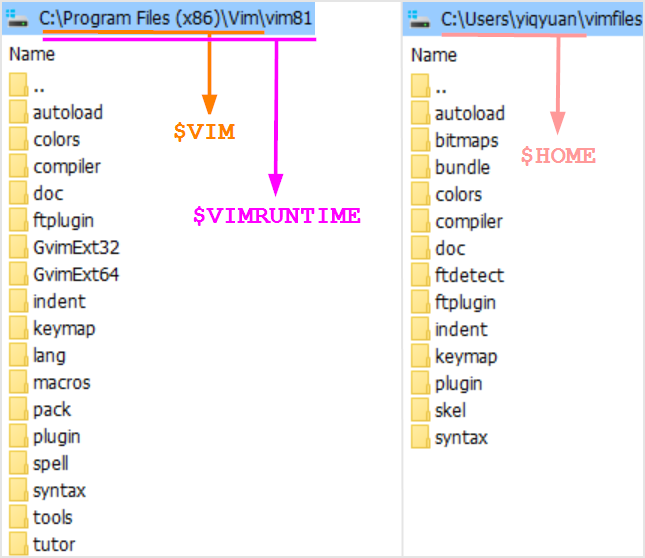 C:\Program Files (x86)\Vim\vim81
Name
..
autoload
colors
compiler
doc
ftplugin
GvimExt32
GvimExt64
indent
keymap
lang
macros
pack
plugin
spell
syntax
tools
tutor
$VIM
$VIMRUNTIME
C:\Users\yiqyuan\vimfiles
Name
..
autoload
bitmaps
bundle
colors
compiler
doc
ftdetect
ftplugin
indent
keymap
plugin
skel
syntax
$HOME